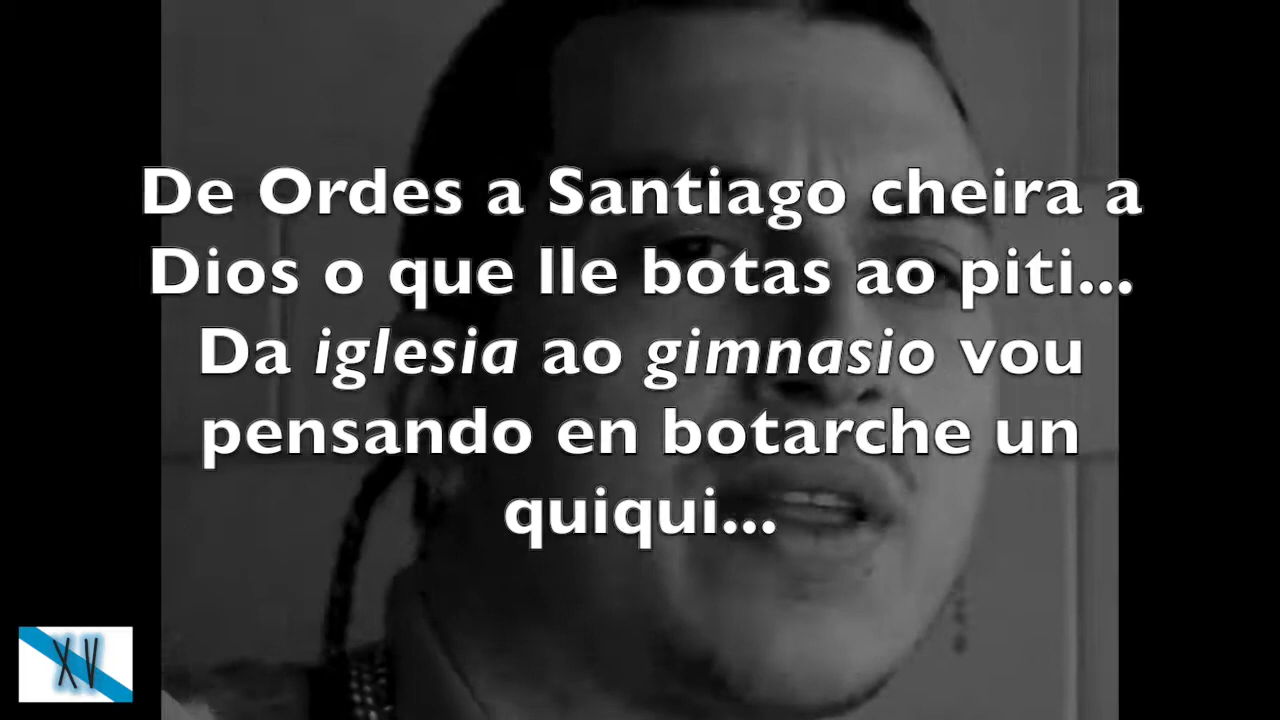 De Ordes a Santiago cheira a
Dios o que lle botas ao piti...
Da iglesia ao gimnasio vou
pensando en botarche un
quiqui...
XV